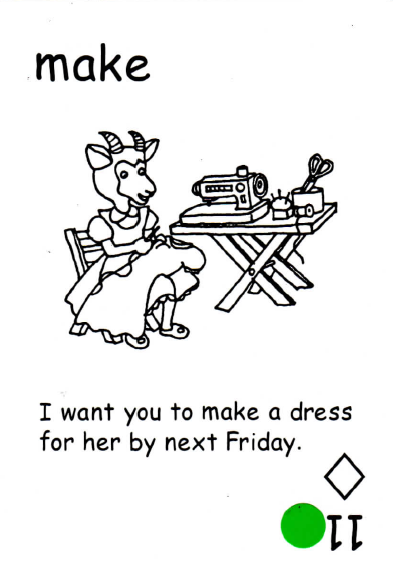 make
I want you to make a dress
for her by next Friday.
11